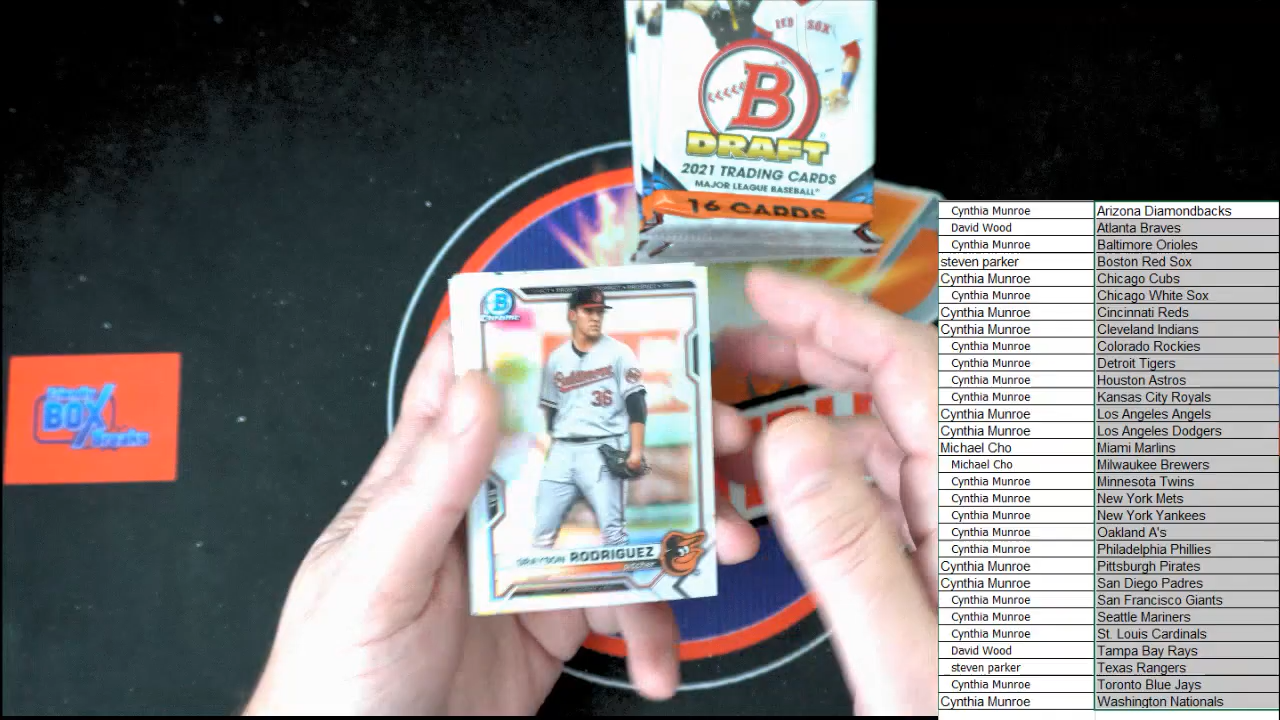 RED SOX
B
DRAFT
2021 TRADING CARDS
MAJOR LEAGUE BASEBALL
16 CARDS
B
Chrome
Baltimore
36
GRAYSON RODRIGUEZ
pitcher
BOX
Breaks
Cynthia Munroe Arizona Diamondbacks
David Wood Atlanta Braves
Cynthia Munroe Baltimore Orioles
steven parker Boston Red Sox
Cynthia Munroe Chicago Cubs
Cynthia Munroe Chicago White Sox
Cynthia Munroe Cincinnati Reds
Cynthia Munroe Cleveland Indians
Cynthia Munroe Colorado Rockies
Cynthia Munroe Detroit Tigers
Cynthia Munroe Houston Astros
Cynthia Munroe Kansas City Royals
Cynthia Munroe Los Angeles Angels
Cynthia Munroe Los Angeles Dodgers
Michael Cho Miami Marlins
Michael Cho Milwaukee Brewers
Cynthia Munroe Minnesota Twins
Cynthia Munroe New York Mets
Cynthia Munroe New York Yankees
Cynthia Munroe Oakland A's
Cynthia Munroe Philadelphia Phillies
Cynthia Munroe Pittsburgh Pirates
Cynthia Munroe San Diego Padres
Cynthia Munroe San Francisco Giants
Cynthia Munroe Seattle Mariners
Cynthia Munroe St. Louis Cardinals
David Wood Tampa Bay Rays
steven parker Texas Rangers
Cynthia Munroe Toronto Blue Jays
Cynthia Munroe Washington Nationals